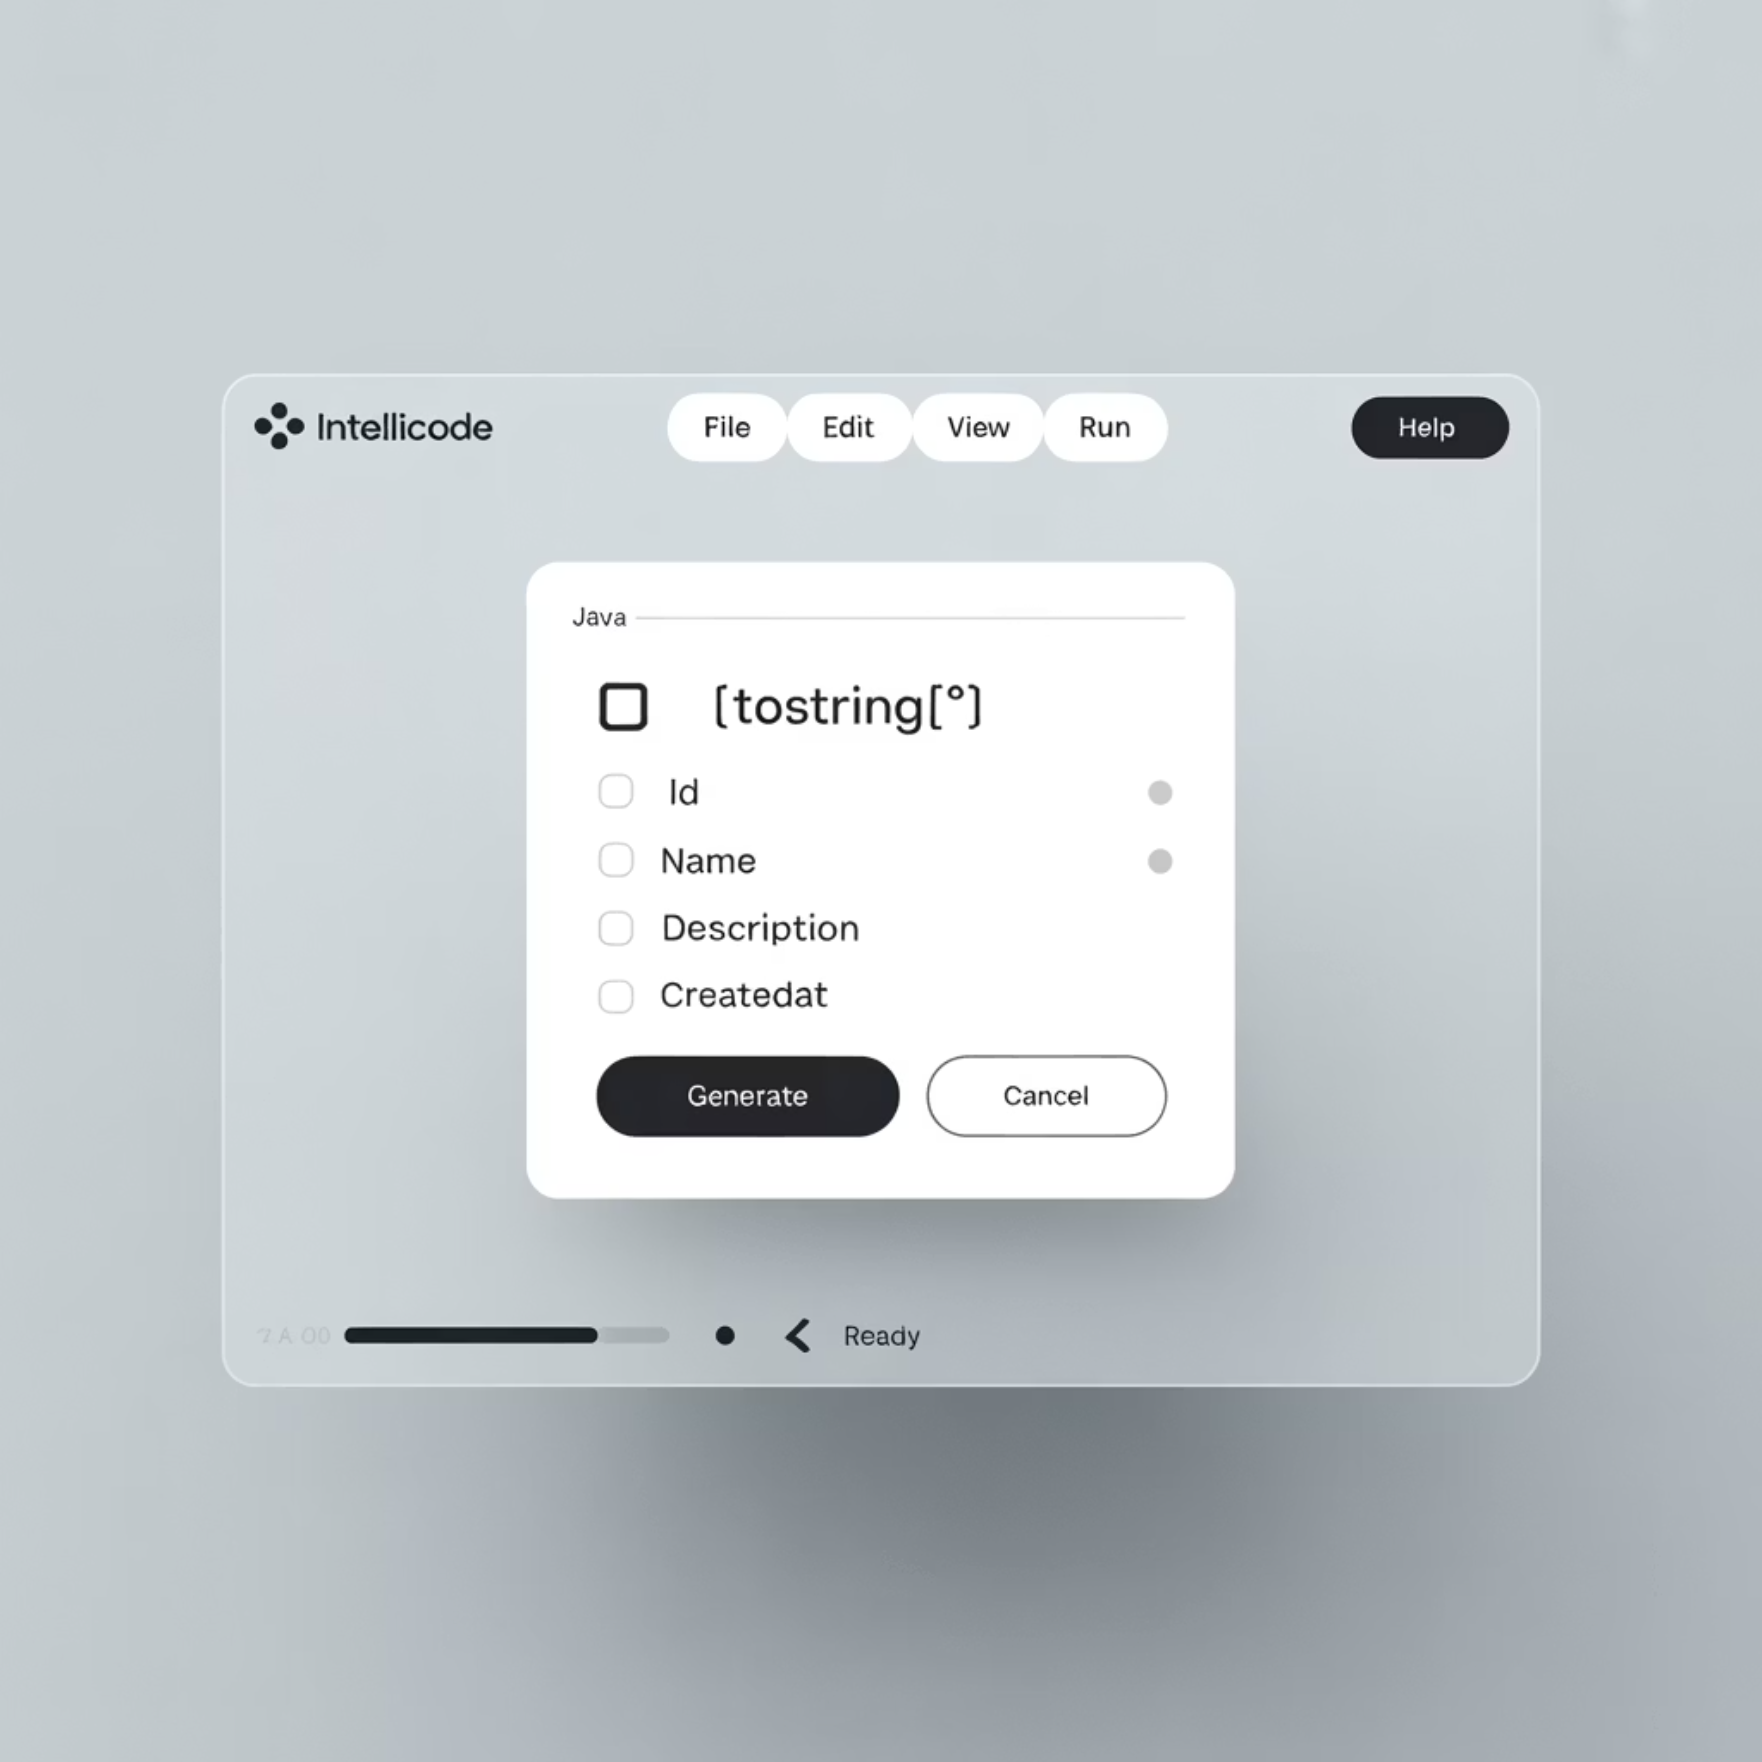 Intellicode File Edit View Run Help
Java
[tostring[°]
Id
Name
Description
Createdat
Generate Cancel
Ready